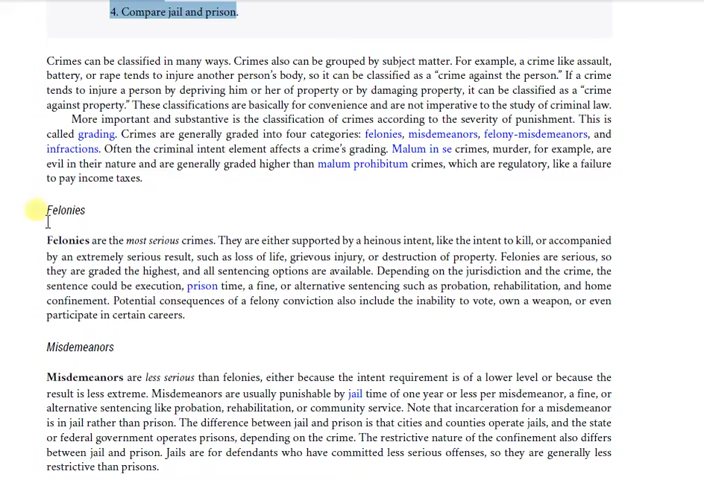 4. Compare jail and prison.
Crimes can be classified in many ways. Crimes also can be grouped by subject matter. For example, a crime like assault,
battery, or rape tends to injure another person's body, so it can be classified as a “crime against the person.” If a crime
tends to injure a person by depriving him or her of property or by damaging property, it can be classified as a “crime
against property.” These classifications are basically for convenience and are not imperative to the study of criminal law.
More important and substantive is the classification of crimes according to the severity of punishment. This is
called grading. Crimes are generally graded into four categories: felonies, misdemeanors, felony-misdemeanors, and
infractions. Often the criminal intent element affects a crime's grading. Malum in se crimes, murder, for example, are
evil in their nature and are generally graded higher than malum prohibitum crimes, which are regulatory, like a failure
to pay income taxes.
Felonies
Felonies are the most serious crimes. They are either supported by a heinous intent, like the intent to kill, or accompanied
by an extremely serious result, such as loss of life, grievous injury, or destruction of property. Felonies are serious, so
they are graded the highest, and all sentencing options are available. Depending on the jurisdiction and the crime, the
sentence could be execution, prison time, a fine, or alternative sentencing such as probation, rehabilitation, and home
confinement. Potential consequences of a felony conviction also include the inability to vote, own a weapon, or even
participate in certain careers.
Misdemeanors
Misdemeanors are less serious than felonies, either because the intent requirement is of a lower level or because the
result is less extreme. Misdemeanors are usually punishable by jail time of one year or less per misdemeanor, a fine, or
alternative sentencing like probation, rehabilitation, or community service. Note that incarceration for a misdemeanor
is in jail rather than prison. The difference between jail and prison is that cities and counties operate jails, and the state
or federal government operates prisons, depending on the crime. The restrictive nature of the confinement also differs
between jail and prison. Jails are for defendants who have committed less serious offenses, so they are generally less
restrictive than prisons.